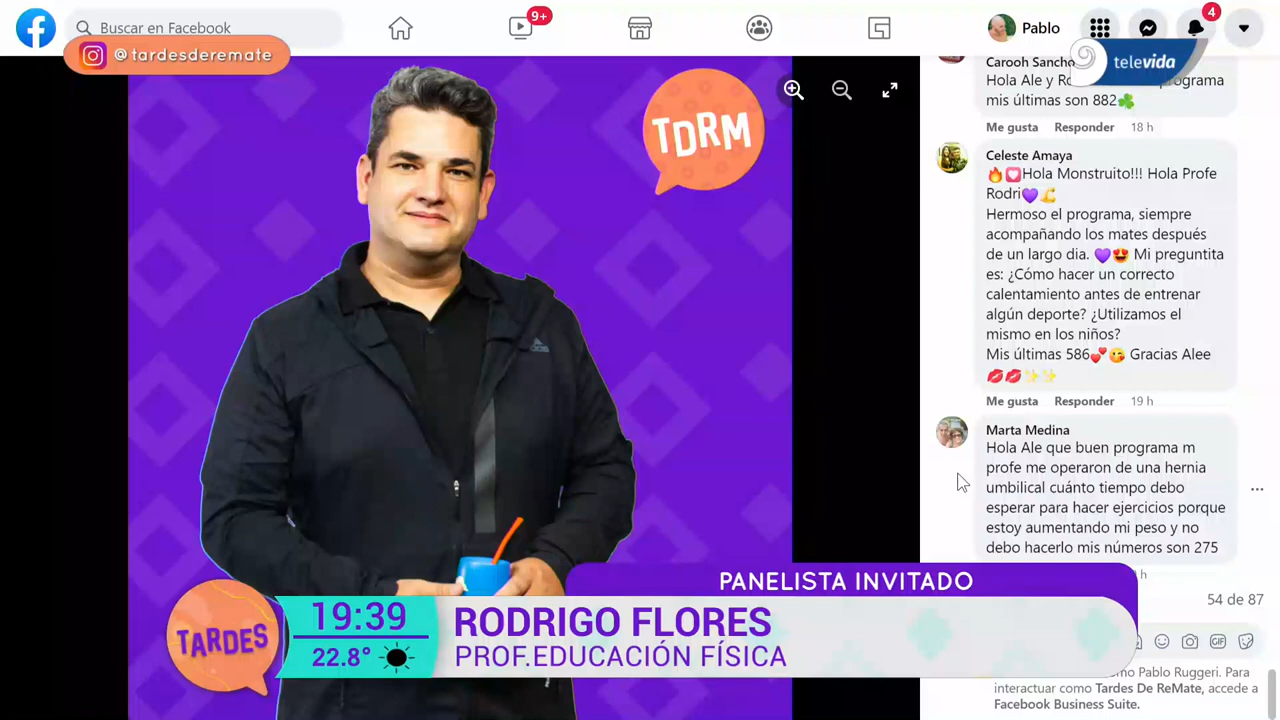 Buscar en Facebook
9+
Pablo
4
@tardesderemate
televida
TDRM
Carooh Sancho
Hola Ale y
programa
mis últimas son 882🍀
Me gusta Responder 18 h
Celeste Amaya
🔥💟Hola Monstruito!!! Hola Profe
Rodri💜💪
Hermoso el programa, siempre
acompañando los mates después
de un largo dia. 💜😍 Mi preguntita
es: ¿Cómo hacer un correcto
calentamiento antes de entrenar
algún deporte? ¿Utilizamos el
mismo en los niños?
Mis últimas 586💕😘 Gracias Alee
💋💋✨✨
Me gusta Responder 19 h
Marta Medina
Hola Ale que buen programa m
profe me operaron de una hernia
umbilical cuánto tiempo debo
esperar para hacer ejercicios porque
estoy aumentando mi peso y no
debo hacerlo mis números son 275
h
54 de 87
GIF
Pablo Ruggeri. Para
interactuar como Tardes De ReMate, accede a
Facebook Business Suite.
PANELISTA INVITADO
TARDES
19:39
22.8°
RODRIGO FLORES
PROF.EDUCACIÓN FÍSICA